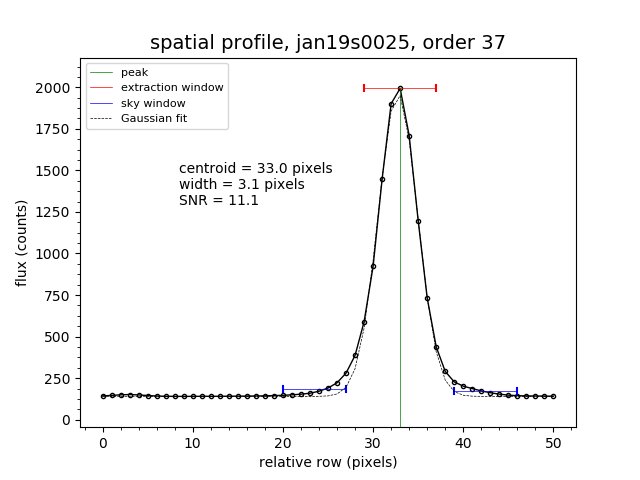 spatial profile, jan19s0025, order 37
peak
extraction window
sky window
Gaussian fit
centroid = 33.0 pixels
width = 3.1 pixels
SNR = 11.1
flux (counts)
2000
1750
1500
1250
1000
750
500
250
0
0 10 20 30 40 50
relative row (pixels)